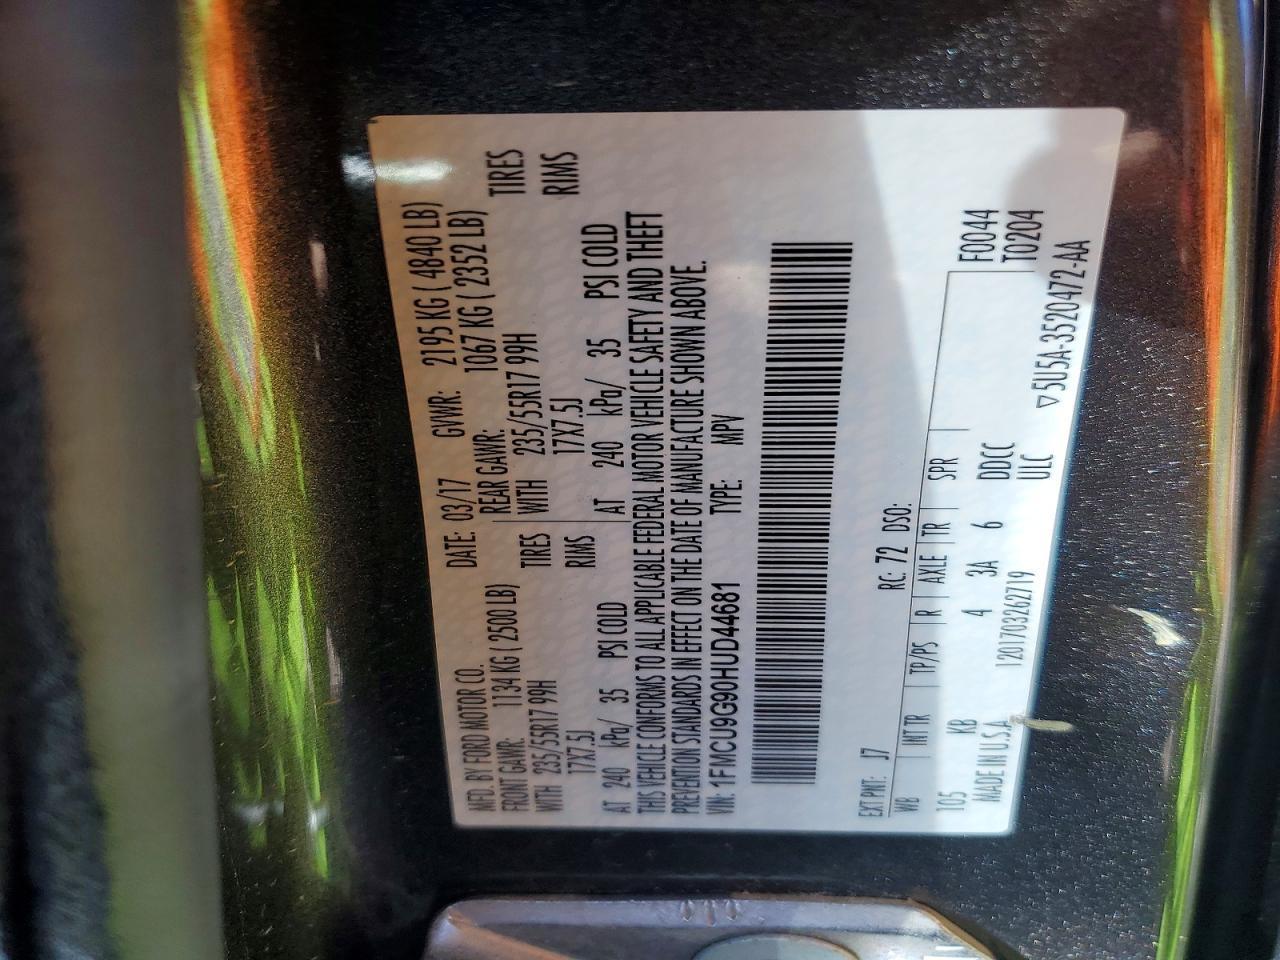 MFD. BY FORD MOTOR CO.
DATE: 03/17 GVWR: 2195 KG ( 4840 LB)
FRONT GAWR: 1134 KG ( 2500 LB) REAR GAWR: 1067 KG ( 2352 LB)
WITH 235/55R17 99H TIRES WITH 235/55R17 99H TIRES
17X7.5J RIMS 17X7.5J RIMS
AT 240 kPa/ 35 PSI COLD AT 240 kPa/ 35 PSI COLD
THIS VEHICLE CONFORMS TO ALL APPLICABLE FEDERAL MOTOR VEHICLE SAFETY AND THEFT
PREVENTION STANDARDS IN EFFECT ON THE DATE OF MANUFACTURE SHOWN ABOVE.
VIN: 1FMCU9G90HUD44681 TYPE: MPV
EXT PNT: J7 RC: 72 DSO:
WB INT TR TP/PS R AXLE TR SPR F0044
105 KB 4 3A 6 DDCC T0204
MADE IN U.S.A. 1201703262719 ULC
▽5U5A-3520472-AA